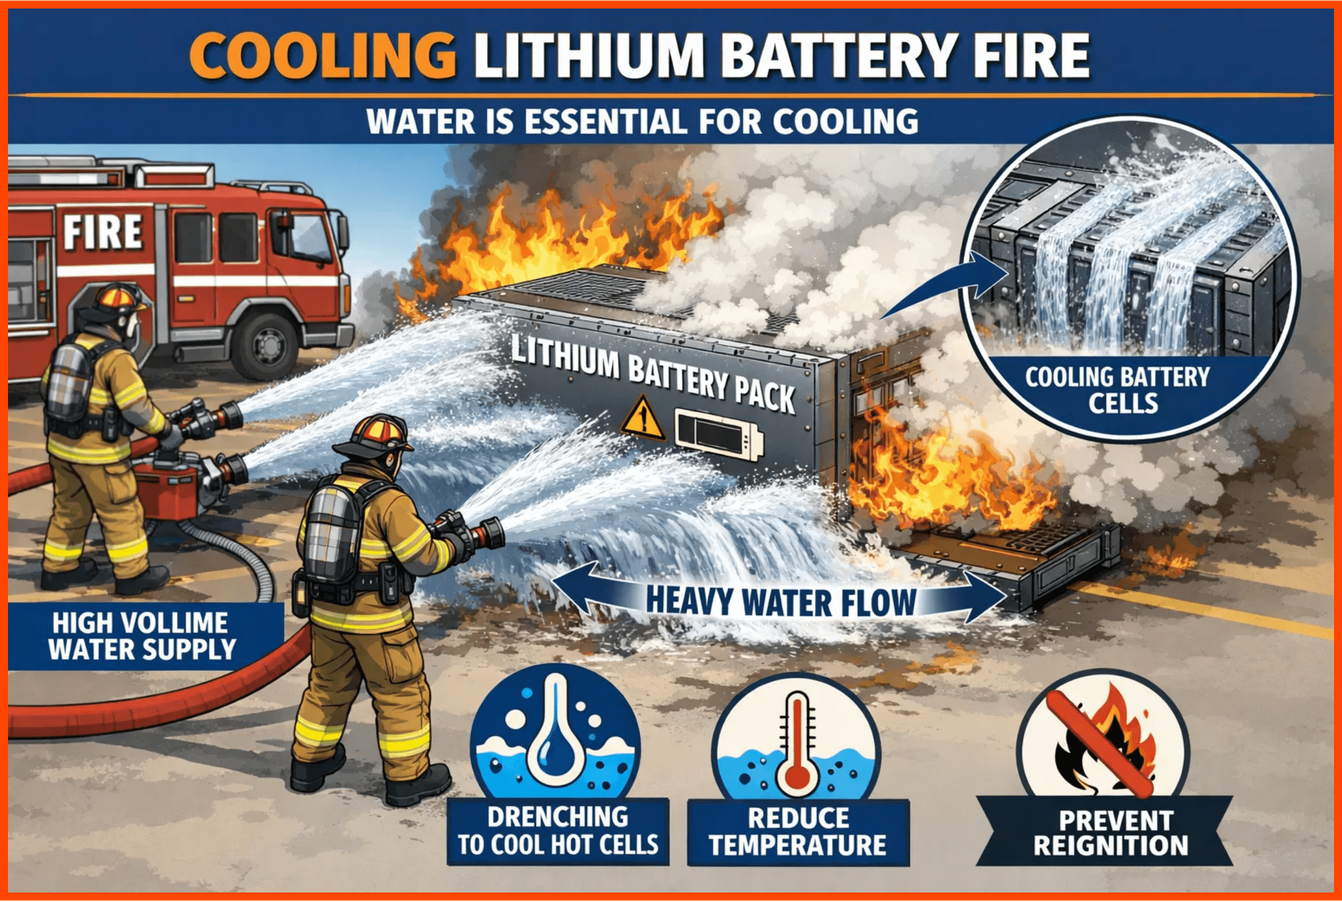 COOLING LITHIUM BATTERY FIRE
WATER IS ESSENTIAL FOR COOLING
FIRE
LITHIUM BATTERY PACK
COOLING BATTERY
CELLS
HEAVY WATER FLOW
HIGH VOLLIME
WATER SUPPLY
DRENCHING
TO COOL HOT CELLS
REDUCE
TEMPERATURE
PREVENT
REIGNITION